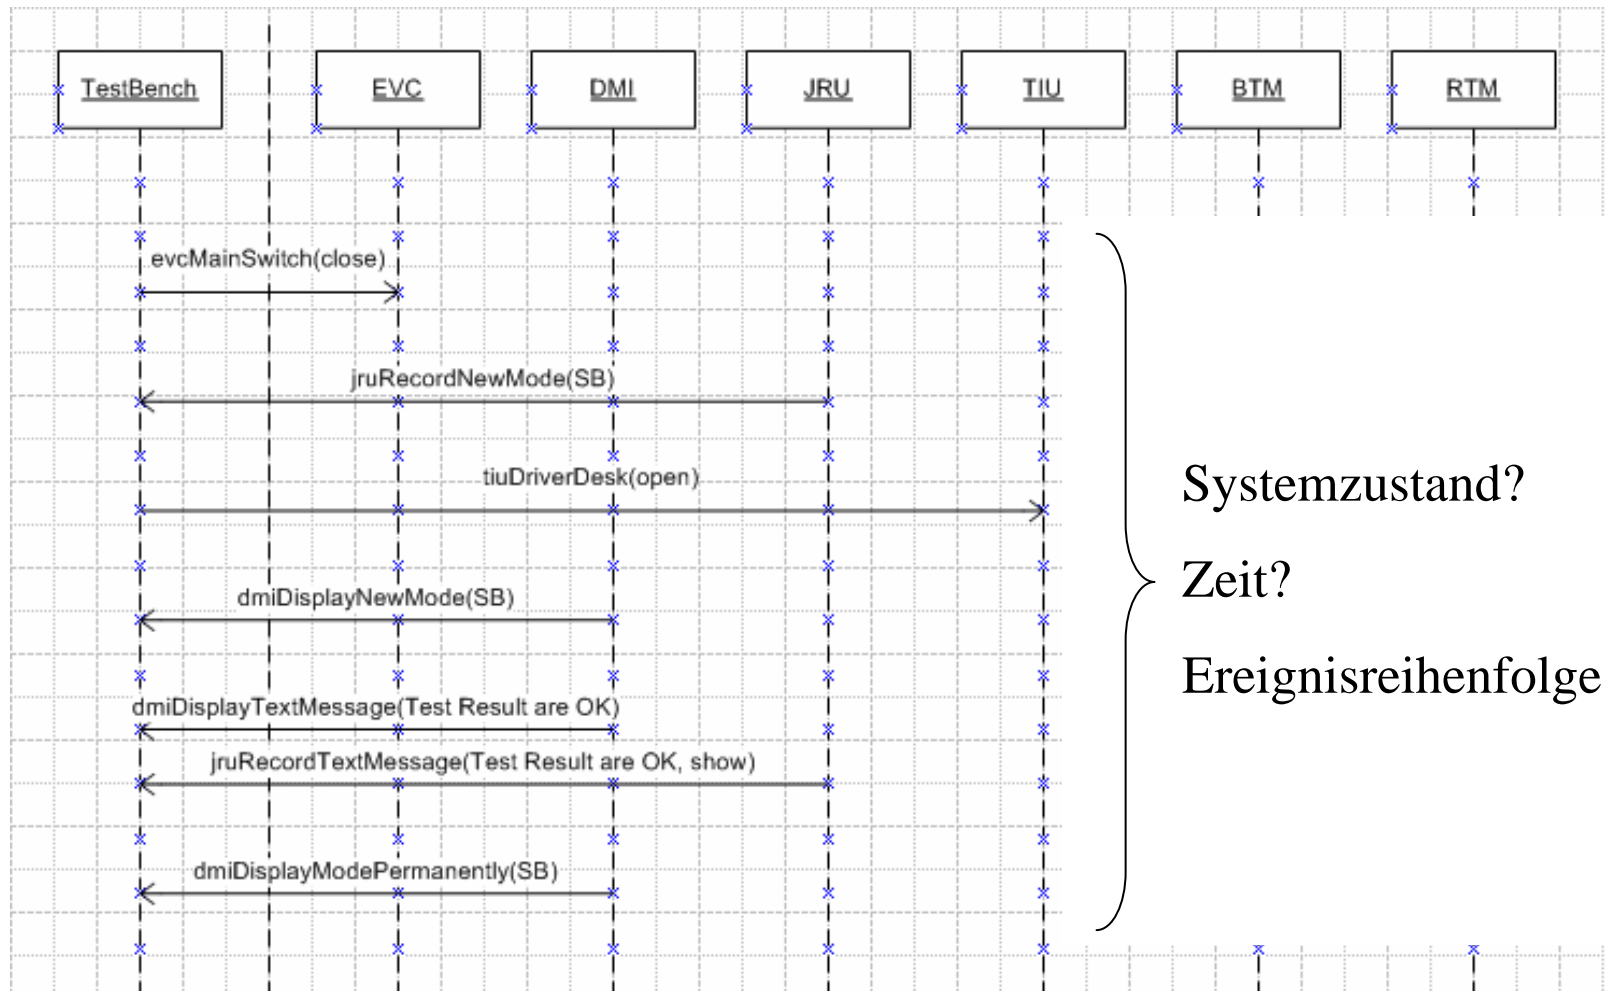 TestBench
EVC
DMI
JRU
TIU
BTM
RTM
evcMainSwitch(close)
jruRecordNewMode(SB)
tiuDriverDesk(open)
dmiDisplayNewMode(SB)
dmiDisplayTextMessage(Test Result are OK)
jruRecordTextMessage(Test Result are OK, show)
dmiDisplayModePermanently(SB)
Systemzustand?
Zeit?
Ereignisreihenfolge